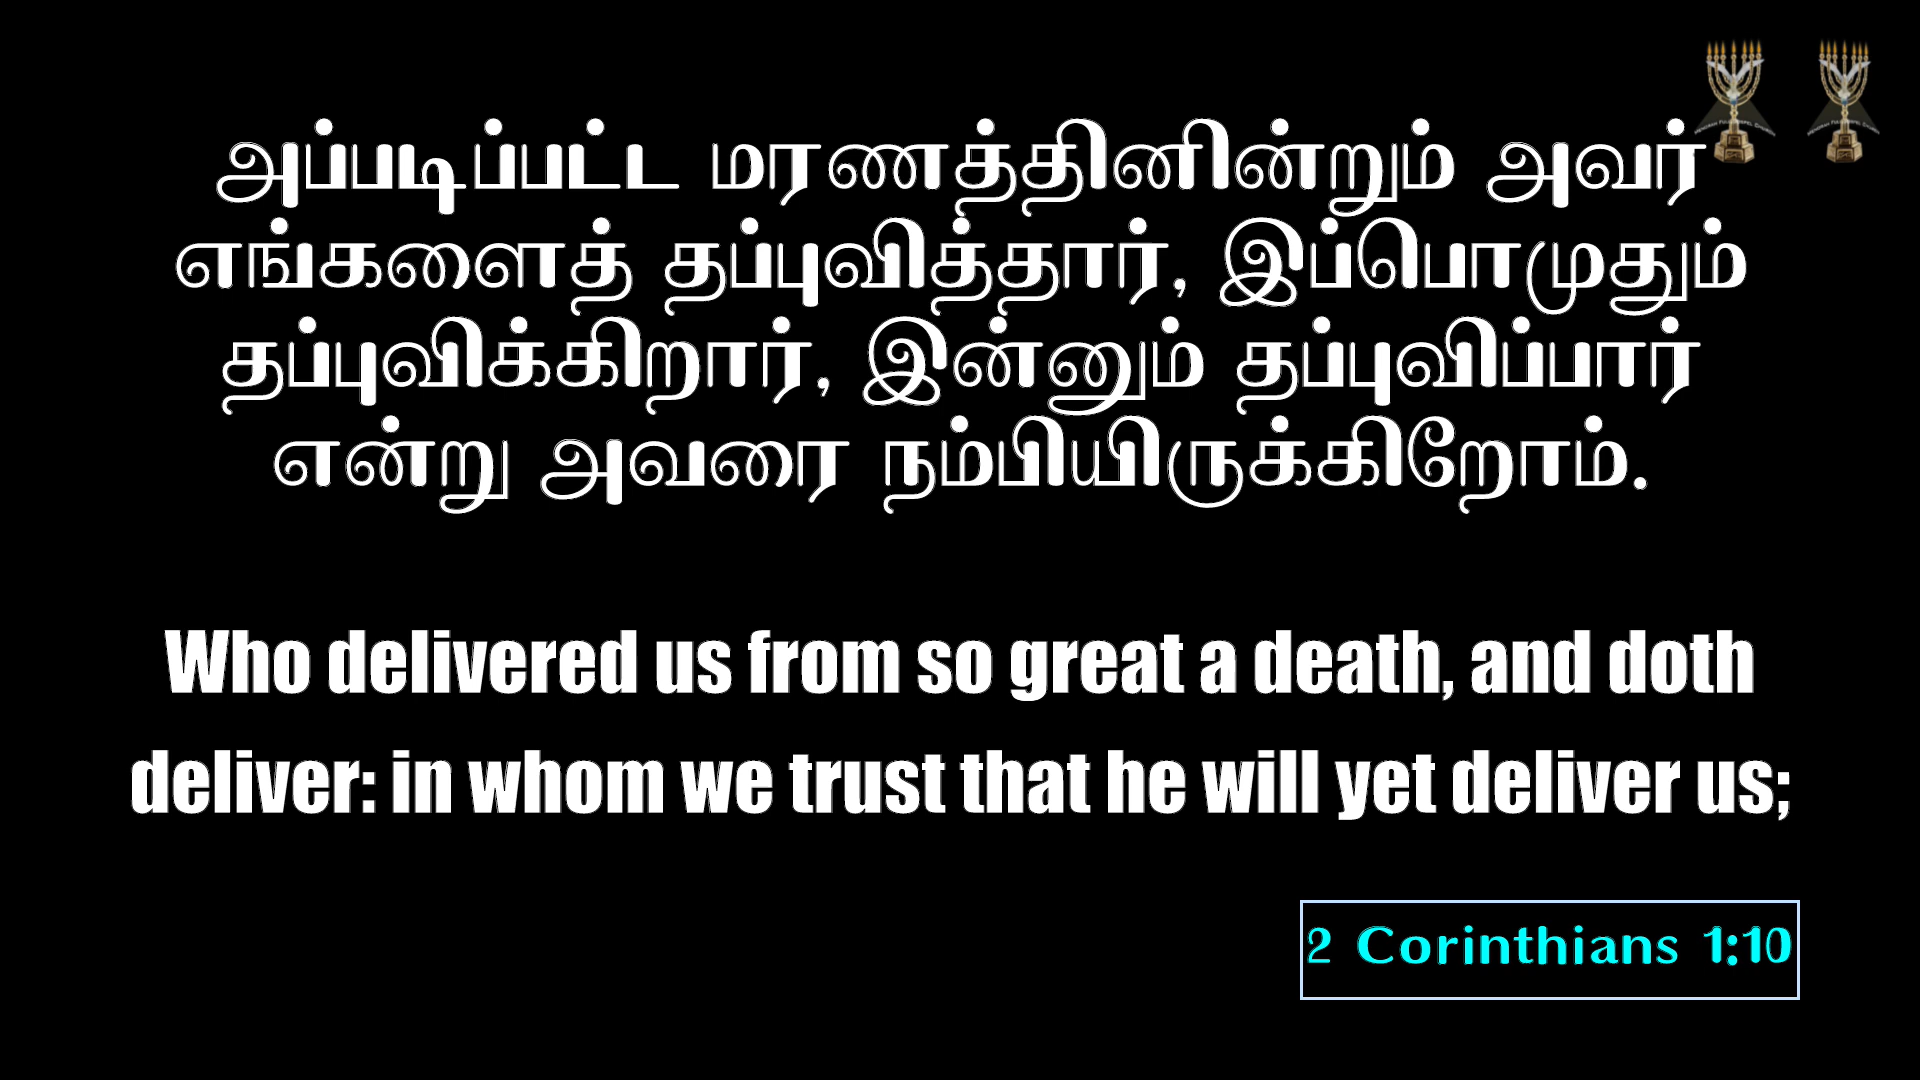 அப்படிப்பட்ட மரணத்தினின்றும் அவர்
எங்களைத் தப்புவித்தார், இப்பொமுதும்
தப்புவிக்கிறார், இன்னும் தப்புவிப்பார்
என்று அவரை நம்பியிருக்கிறோம்.
Who delivered us from so great a death, and doth
deliver: in whom we trust that he will yet deliver us;
2 Corinthians 1:10